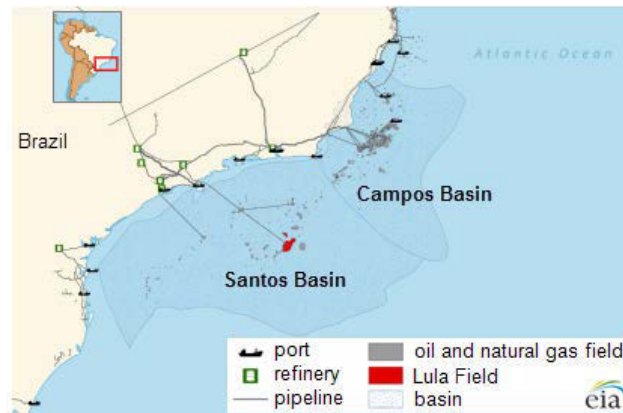 Atlantic Ocean
Brazil
Campos Basin
Santos Basin
port
refinery
pipeline
oil and natural gas field
Lula Field
basin
eia